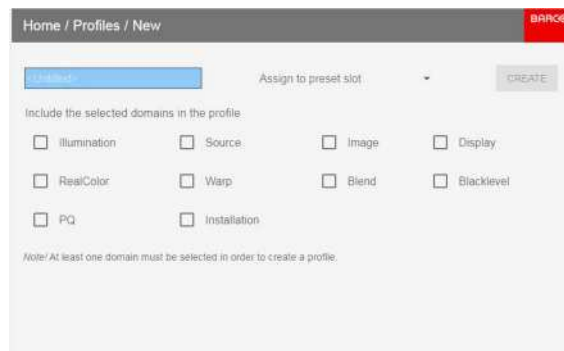 Home / Profiles / New
BARCO
<Untitled>
Assign to preset slot
CREATE
Include the selected domains in the profile
Illumination
Source
Image
Display
RealColor
Warp
Blend
Blacklevel
PQ
Installation
Note! At least one domain must be selected in order to create a profile.